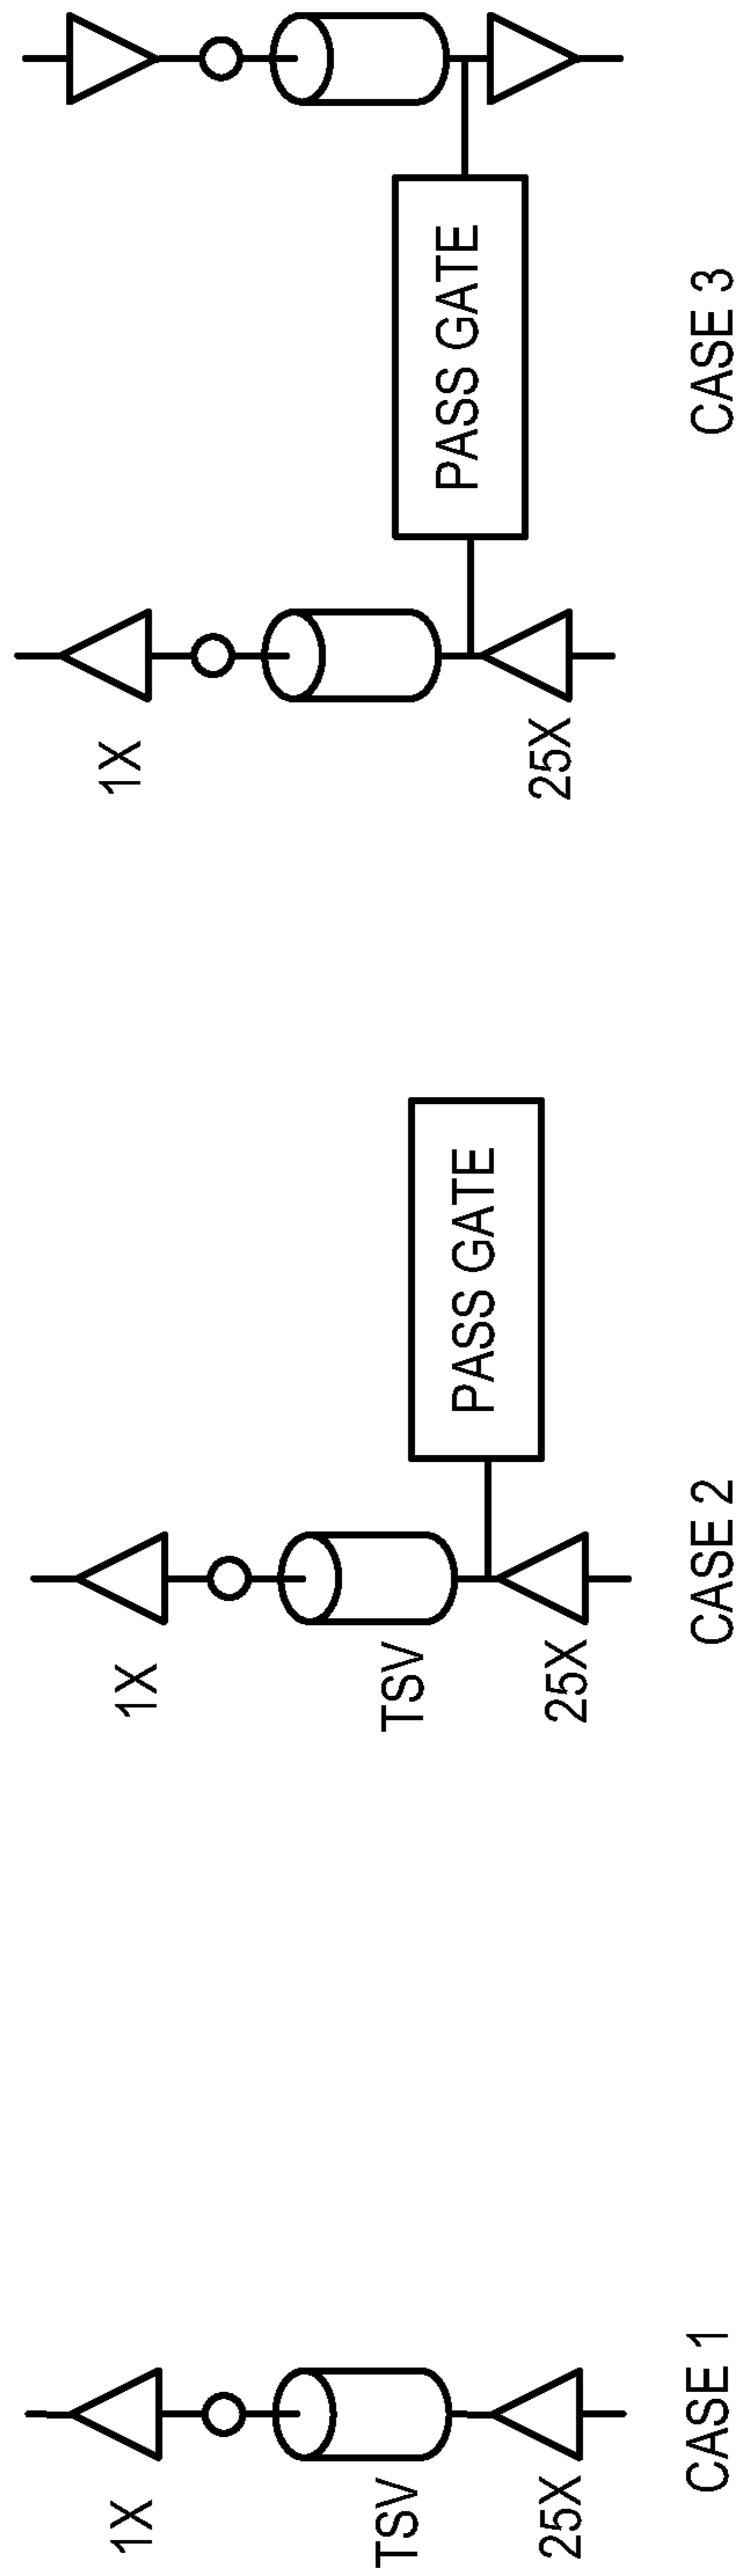 1X
TSV
25X
CASE 1
1X
TSV
25X
PASS GATE
CASE 2
1X
25X
PASS GATE
CASE 3